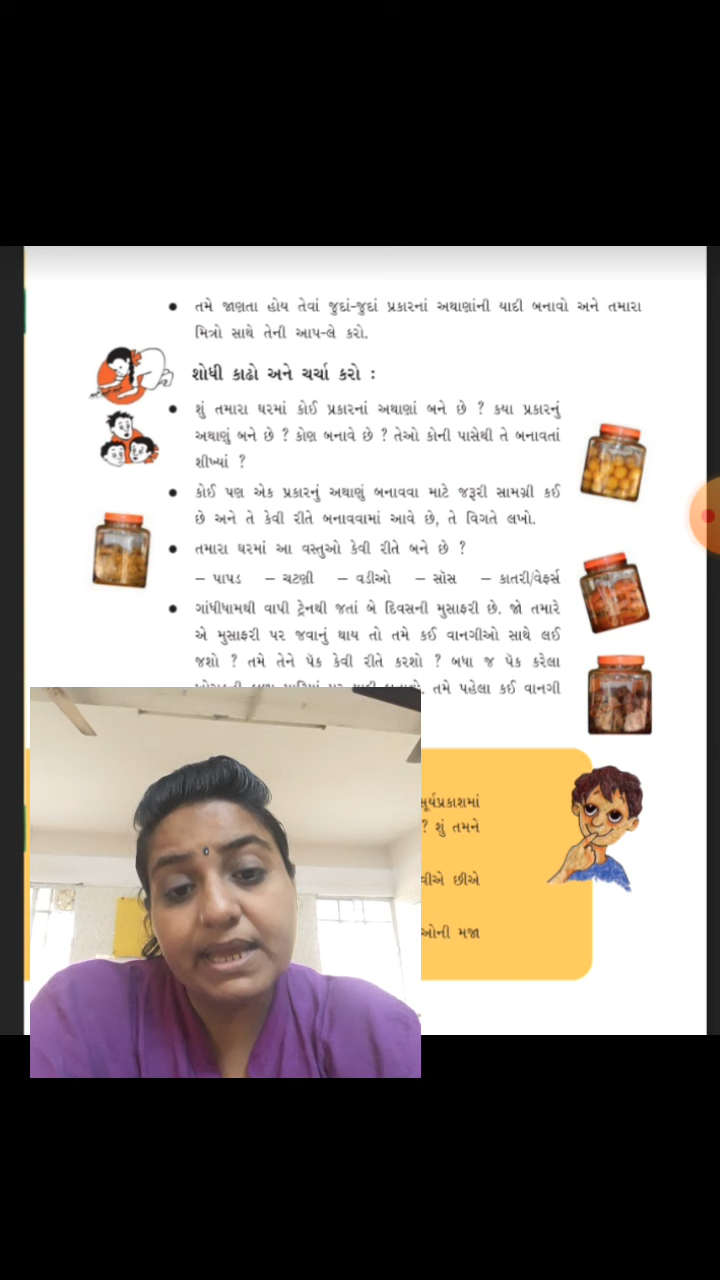 • તમે જાણતા હોય તેવાં જુદાં-જુદાં પ્રકારનાં અથાણાંની યાદી બનાવો અને તમારા
મિત્રો સાથે તેની આપ-લે કરો.
શોધી કાઢો અને ચર્ચા કરો :
• શું તમારા ઘરમાં કોઈ પ્રકારનાં અથાણાં બને છે ? ક્યા પ્રકારનું
અથાણું બને છે ? કોણ બનાવે છે ? તેઓ કોની પાસેથી તે બનાવતાં
શીખ્યાં ?
• કોઈ પણ એક પ્રકારનું અથાણું બનાવવા માટે જરૂરી સામગ્રી કઈ
છે અને તે કેવી રીતે બનાવવામાં આવે છે, તે વિગતે લખો.
• તમારા ઘરમાં આ વસ્તુઓ કેવી રીતે બને છે ?
– પાપડ – ચટણી – વડીઓ – સૉસ – કાતરી/વેફર્સ
• ગાંધીધામથી વાપી ટ્રેનથી જતાં બે દિવસની મુસાફરી છે. જો તમારે
એ મુસાફરી પર જવાનું થાય તો તમે કઈ વાનગીઓ સાથે લઈ
જશો ? તમે તેને પૅક કેવી રીતે કરશો ? બધા જ પૅક કરેલા
તમે પહેલા કઈ વાનગી
સૂર્યપ્રકાશમાં
? શું તમને
છીએ
મજા